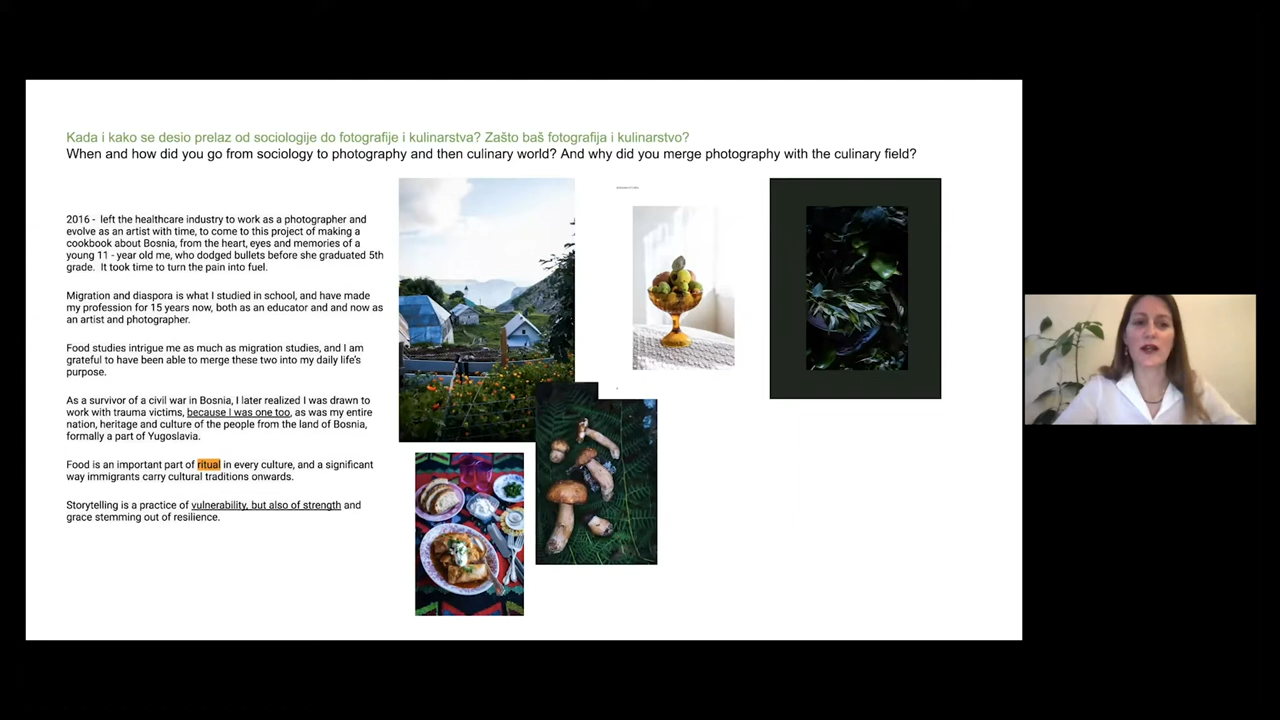 Kada i kako se desio prelaz od sociologije do fotografije i kulinarstva? Zašto baš fotografija i kulinarstvo?
When and how did you go from sociology to photography and then culinary world? And why did you merge photography with the culinary field?
2016 -  left the healthcare industry to work as a photographer and
evolve as an artist with time, to come to this project of making a
cookbook about Bosnia, from the heart, eyes and memories of a
young 11 - year old me, who dodged bullets before she graduated 5th
grade.  It took time to turn the pain into fuel.
Migration and diaspora is what I studied in school, and have made
my profession for 15 years now, both as an educator and and now as
an artist and photographer.
Food studies intrigue me as much as migration studies, and I am
grateful to have been able to merge these two into my daily life's
purpose.
As a survivor of a civil war in Bosnia, I later realized I was drawn to
work with trauma victims, because I was one too, as was my entire
nation, heritage and culture of the people from the land of Bosnia,
formally a part of Yugoslavia.
Food is an important part of ritual in every culture, and a significant
way immigrants carry cultural traditions onwards.
Storytelling is a practice of vulnerability, but also of strength and
grace stemming out of resilience.